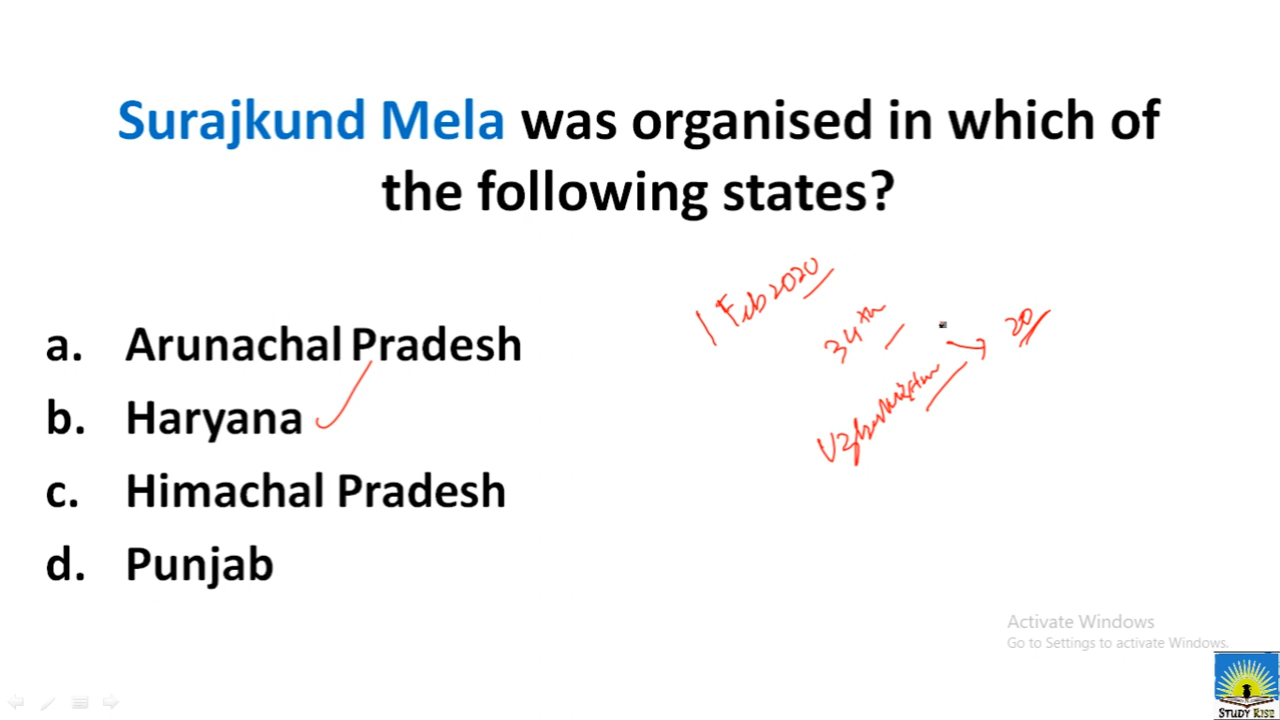 Surajkund Mela was organised in which of
the following states?
1 Feb 2020
34th
20
a. Arunachal Pradesh
b. Haryana
Uzbekistan
c. Himachal Pradesh
d. Punjab
Activate Windows
Go to Settings to activate Windows.
STUDY RISE